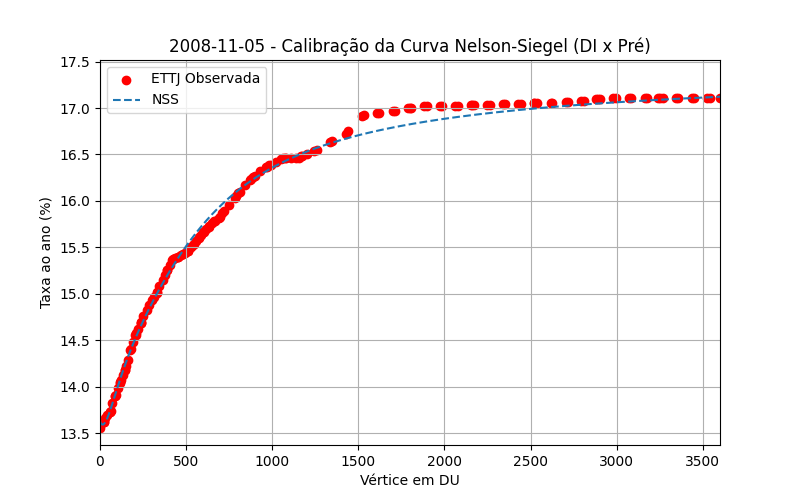 2008-11-05 - Calibração da Curva Nelson-Siegel (DI x Pré)
ETTJ Observada
NSS
Taxa ao ano (%)
17.5
17.0
16.5
16.0
15.5
15.0
14.5
14.0
13.5
0 500 1000 1500 2000 2500 3000 3500
Vértice em DU